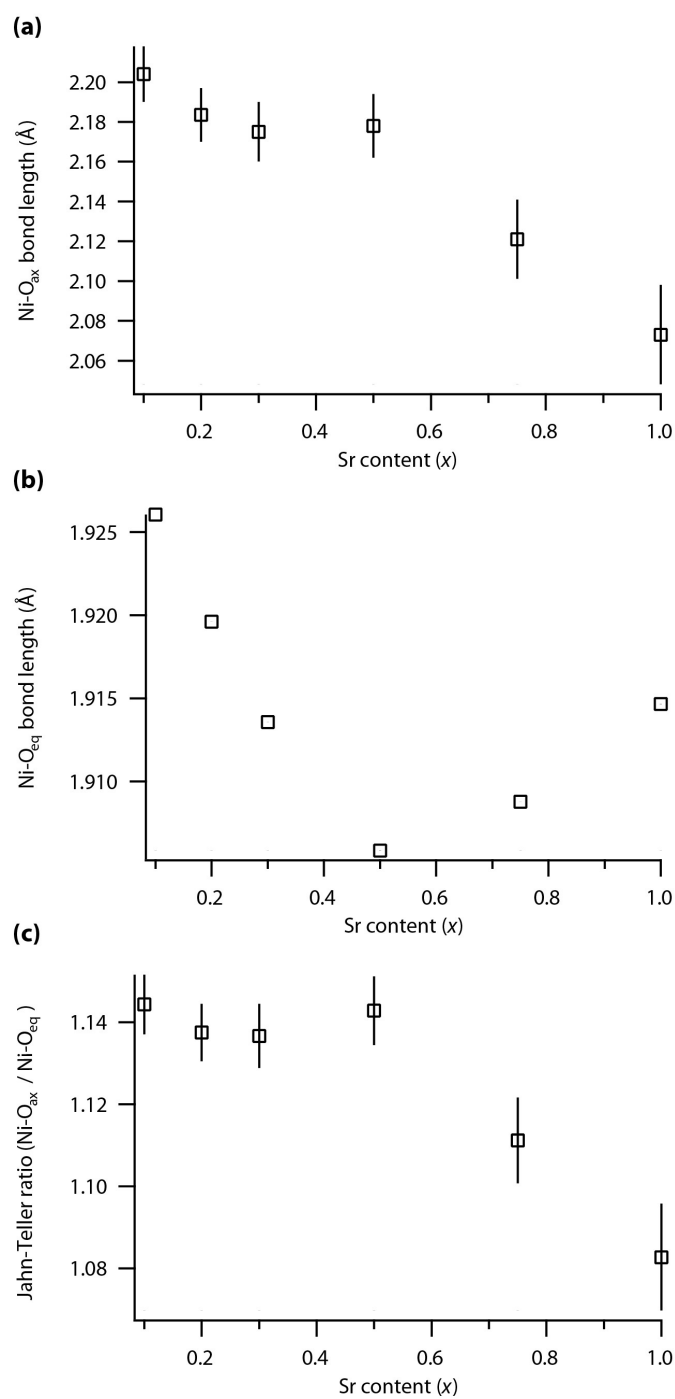 (a)
2.20
2.18
2.16
2.14
2.12
2.10
2.08
2.06
Ni-Oax bond length (Å)
0.2 0.4 0.6 0.8 1.0
Sr content (x)
(b)
1.925
1.920
1.915
1.910
Ni-Oeq bond length (Å)
0.2 0.4 0.6 0.8 1.0
Sr content (x)
(c)
1.14
1.12
1.10
1.08
Jahn-Teller ratio (Ni-Oax / Ni-Oeq )
0.2 0.4 0.6 0.8 1.0
Sr content (x)